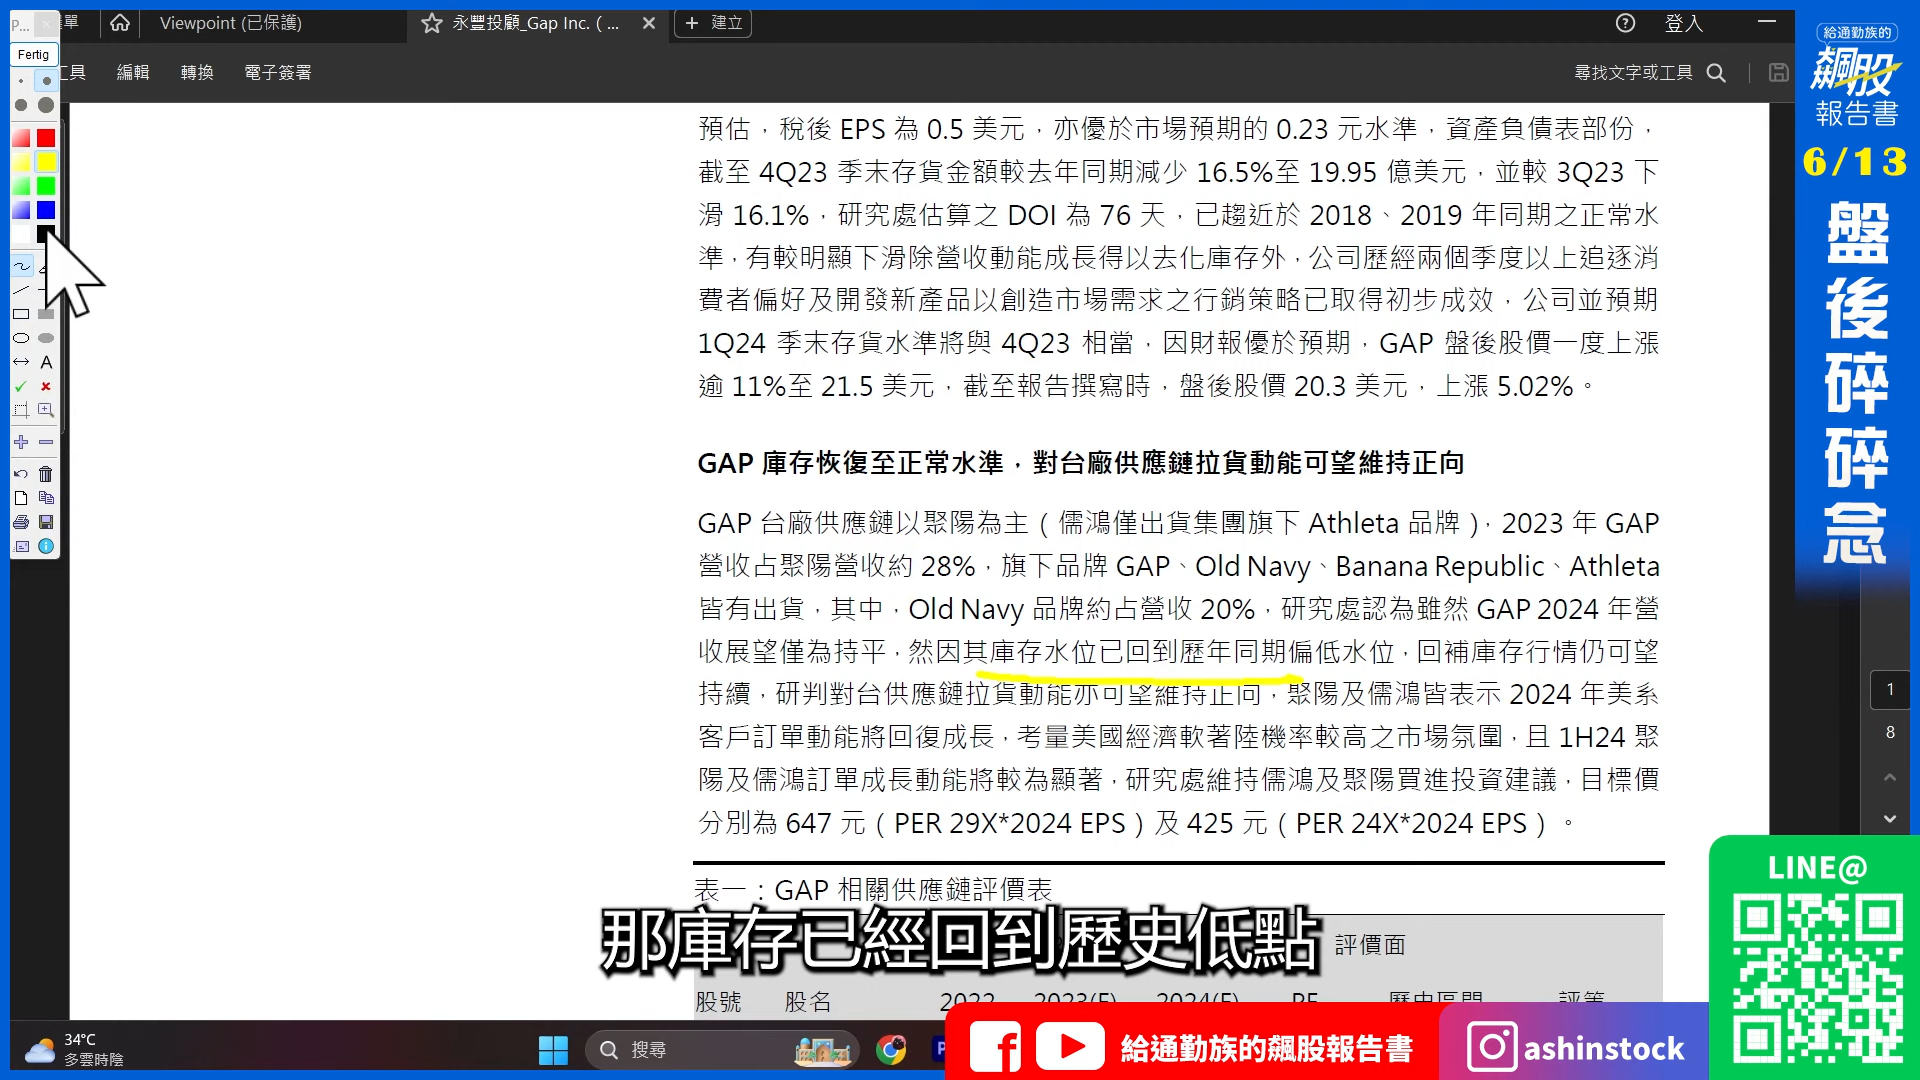 單
Viewpoint (已保護)
永豐投顧_Gap Inc. ( ...
建立
登入
P...
Fertig
工具
編輯
轉換
電子簽署
尋找文字或工具
給通勤族的
飆股
報告書
6/13
盤後碎碎念
預估，稅後 EPS 為 0.5 美元，亦優於市場預期的 0.23 元水準，資產負債表部份，
截至 4Q23 季末存貨金額較去年同期減少 16.5%至 19.95 億美元，並較 3Q23 下
滑 16.1%，研究處估算之 DOI 為 76 天，已趨近於 2018、2019 年同期之正常水
準，有較明顯下滑除營收動能成長得以去化庫存外，公司歷經兩個季度以上追逐消
費者偏好及開發新產品以創造市場需求之行銷策略已取得初步成效，公司並預期
1Q24 季末存貨水準將與 4Q23 相當，因財報優於預期，GAP 盤後股價一度上漲
逾 11%至 21.5 美元，截至報告撰寫時，盤後股價 20.3 美元，上漲 5.02%。
GAP 庫存恢復至正常水準，對台廠供應鏈拉貨動能可望維持正向
GAP 台廠供應鏈以聚陽為主（儒鴻僅出貨集團旗下 Athleta 品牌），2023 年 GAP
營收占聚陽營收約 28%，旗下品牌 GAP、Old Navy、Banana Republic、Athleta
皆有出貨，其中，Old Navy 品牌約占營收 20%，研究處認為雖然 GAP 2024 年營
收展望僅為持平，然因其庫存水位已回到歷年同期偏低水位，回補庫存行情仍可望
持續，研判對台供應鏈拉貨動能亦可望維持正向，聚陽及儒鴻皆表示 2024 年美系
客戶訂單動能將回復成長，考量美國經濟軟著陸機率較高之市場氛圍，且 1H24 聚
陽及儒鴻訂單成長動能將較為顯著，研究處維持儒鴻及聚陽買進投資建議，目標價
分別為 647 元（PER 29X*2024 EPS）及 425 元（PER 24X*2024 EPS）。
表一：GAP 相關供應鏈評價表
評價面
股號 股名 2022 2023(F) 2024(F) PE 歷史區間 評等
那庫存已經回到歷史低點
1
8
LINE@
34°C
多雲時陰
搜尋
給通勤族的飆股報告書
ashinstock